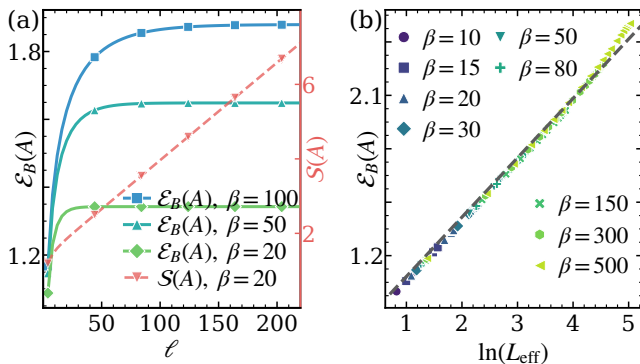 (a)
1.8
1.2
ℰ_B(A)
50
100
150
200
ℓ
6
2
S(A)
ℰ_B(A), β = 100
ℰ_B(A), β = 50
ℰ_B(A), β = 20
S(A), β = 20
(b)
2.1
1.2
ℰ_B(A)
1
2
3
4
5
ln(L_eff)
β = 10
β = 15
β = 20
β = 30
β = 50
β = 80
β = 150
β = 300
β = 500